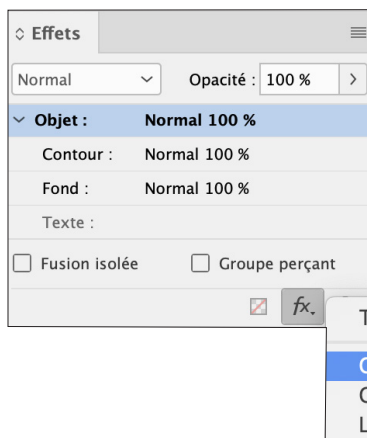 Effets
Normal Opacité : 100 %
Objet : Normal 100 %
Contour : Normal 100 %
Fond : Normal 100 %
Texte :
Fusion isolée Groupe perçant
fx.